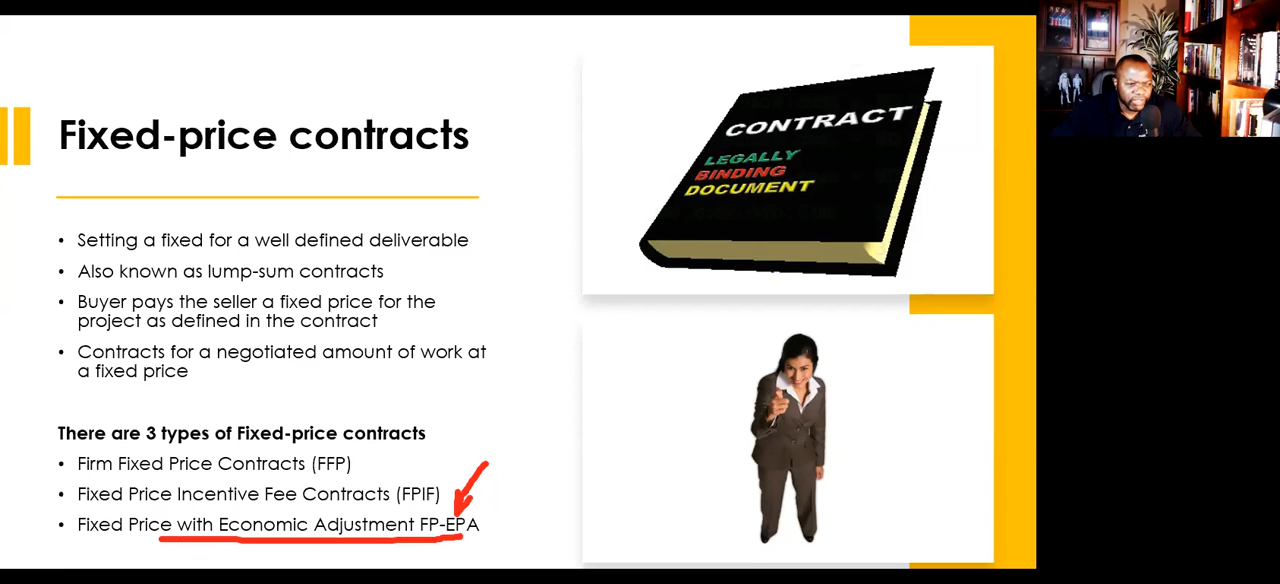 Fixed-price contracts
• Setting a fixed for a well defined deliverable
• Also known as lump-sum contracts
• Buyer pays the seller a fixed price for the
project as defined in the contract
• Contracts for a negotiated amount of work at
a fixed price
There are 3 types of Fixed-price contracts
• Firm Fixed Price Contracts (FFP)
• Fixed Price Incentive Fee Contracts (FPIF)
• Fixed Price with Economic Adjustment FP-EPA
CONTRACT
LEGALLY
BINDING
DOCUMENT